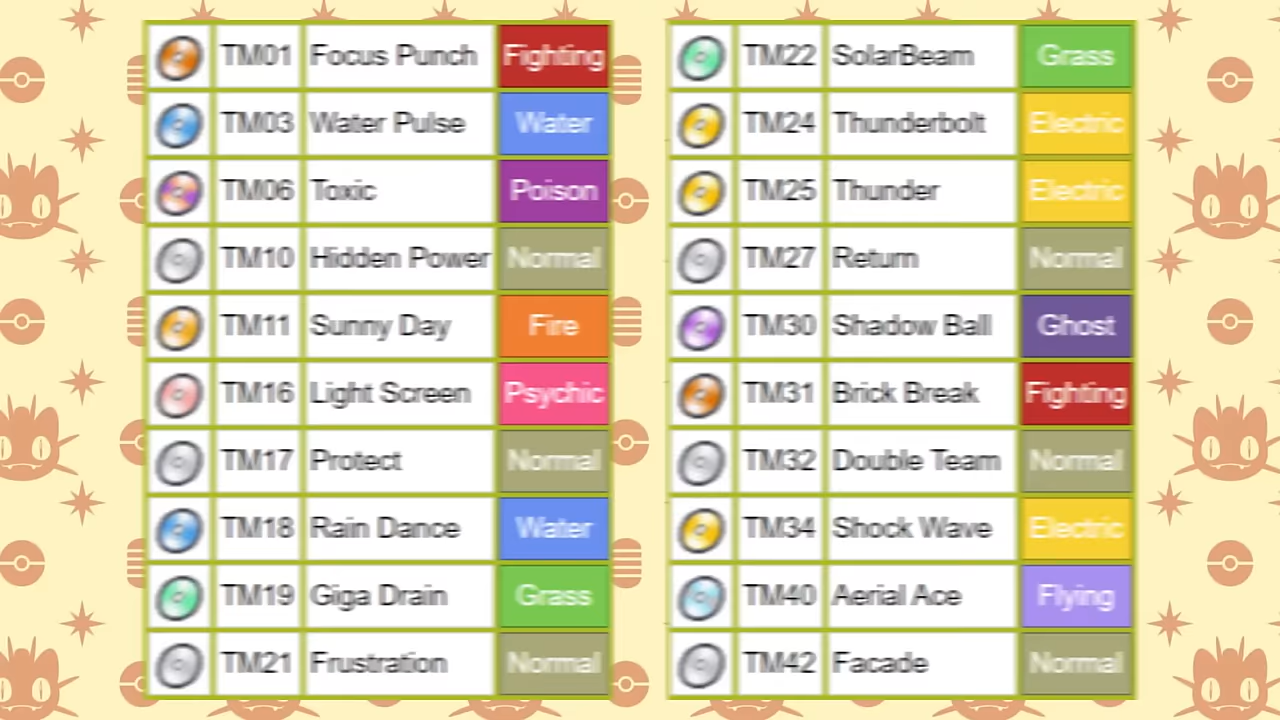 TM01 Focus Punch Fighting
TM03 Water Pulse Water
TM06 Toxic Poison
TM10 Hidden Power Normal
TM11 Sunny Day Fire
TM16 Light Screen Psychic
TM17 Protect Normal
TM18 Rain Dance Water
TM19 Giga Drain Grass
TM21 Frustration Normal
TM22 SolarBeam Grass
TM24 Thunderbolt Electric
TM25 Thunder Electric
TM27 Return Normal
TM30 Shadow Ball Ghost
TM31 Brick Break Fighting
TM32 Double Team Normal
TM34 Shock Wave Electric
TM40 Aerial Ace Flying
TM42 Facade Normal